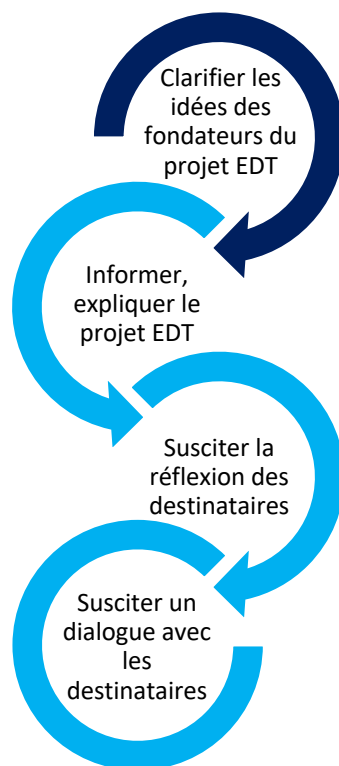 Clarifier les
idées des
fondateurs du
projet EDT
Informer,
expliquer le
projet EDT
Susciter la
réflexion des
destinataires
Susciter un
dialogue avec
les
destinataires